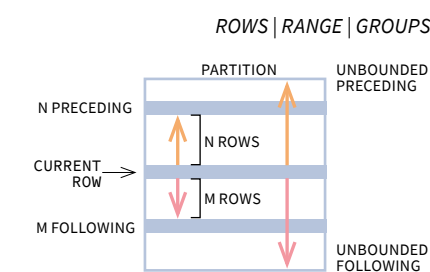 ROWS | RANGE | GROUPS
PARTITION
UNBOUNDED
PRECEDING
N PRECEDING
N ROWS
CURRENT
ROW
M ROWS
M FOLLOWING
UNBOUNDED
FOLLOWING